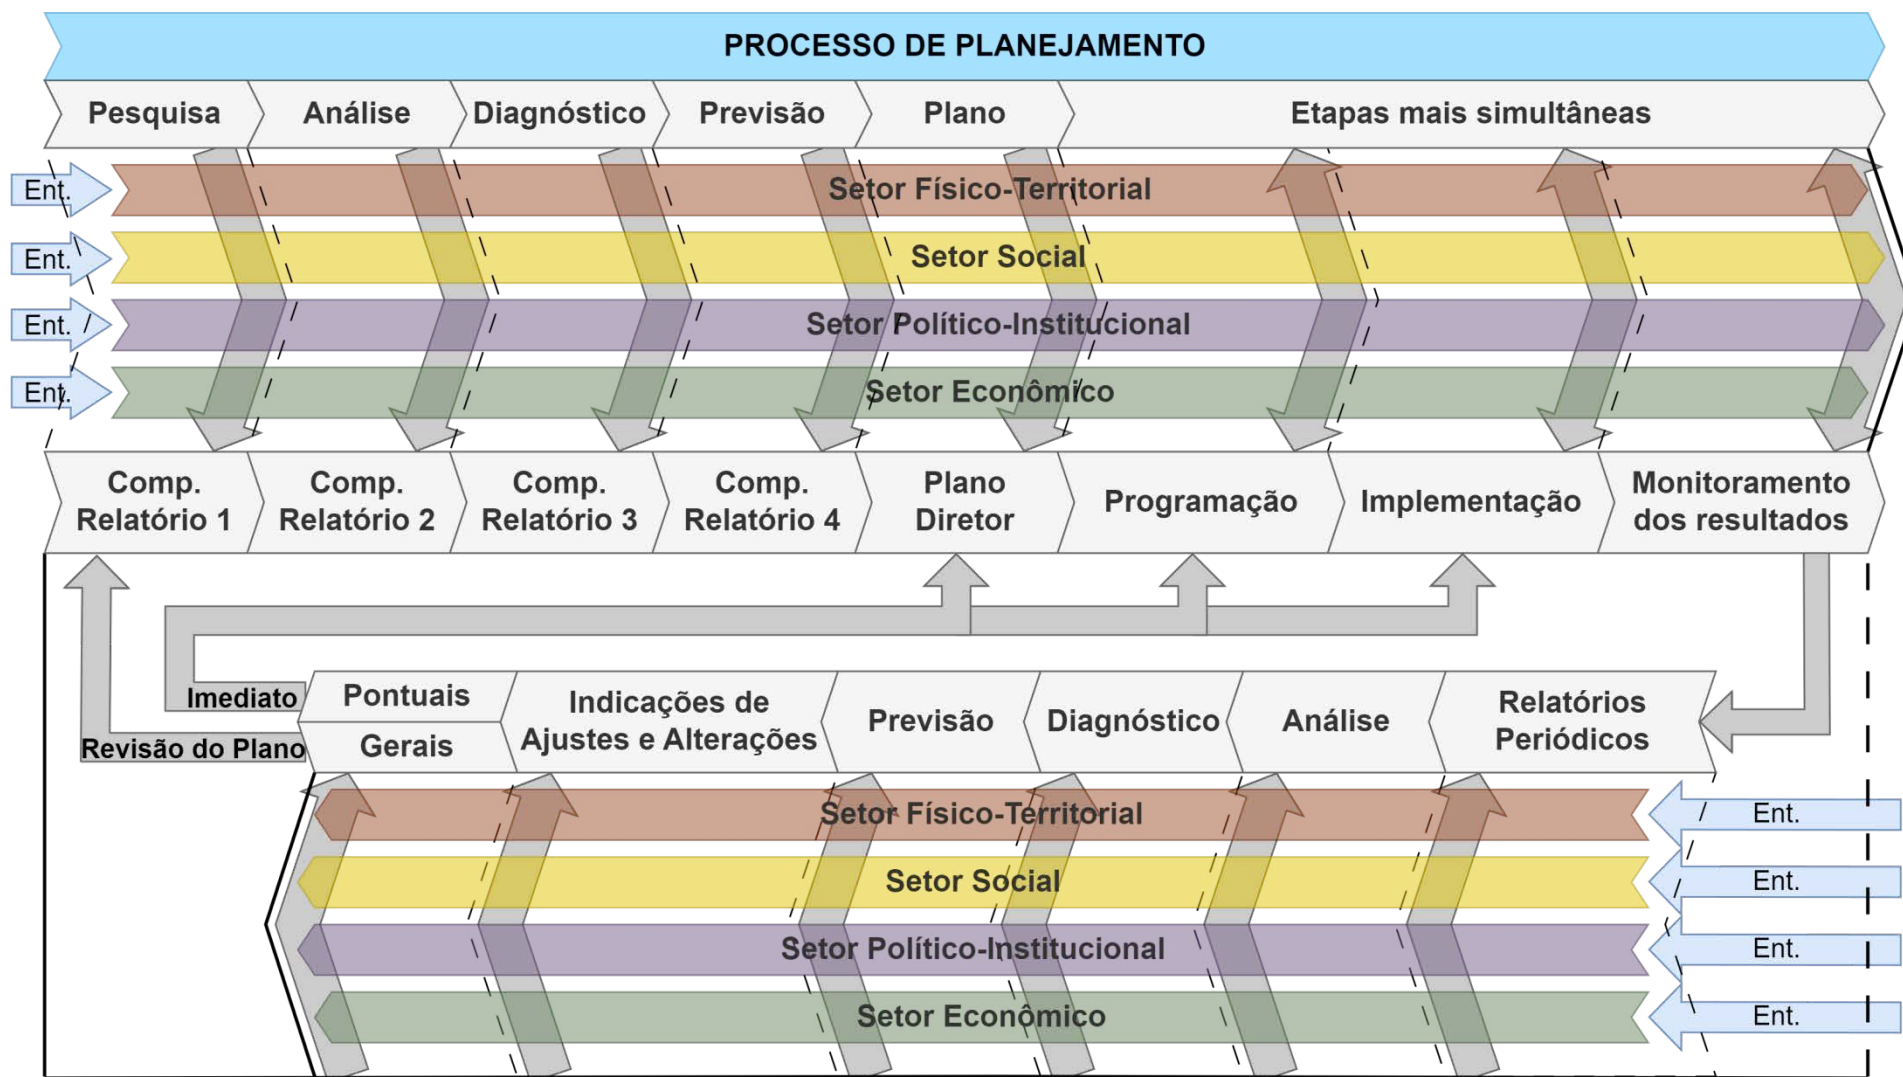 PROCESSO DE PLANEJAMENTO
Pesquisa
Análise
Diagnóstico
Previsão
Plano
Etapas mais simultâneas
Ent.
Setor Físico-Territorial
Ent.
Setor Social
Ent.
Setor Político-Institucional
Ent.
Setor Econômico
Comp.
Relatório 1
Comp.
Relatório 2
Comp.
Relatório 3
Comp.
Relatório 4
Plano
Diretor
Programação
Implementação
Monitoramento
dos resultados
Imediato
Revisão do Plano
Pontuais
Gerais
Indicações de
Ajustes e Alterações
Previsão
Diagnóstico
Análise
Relatórios
Periódicos
Setor Físico-Territorial
Ent.
Setor Social
Ent.
Setor Político-Institucional
Ent.
Setor Econômico
Ent.